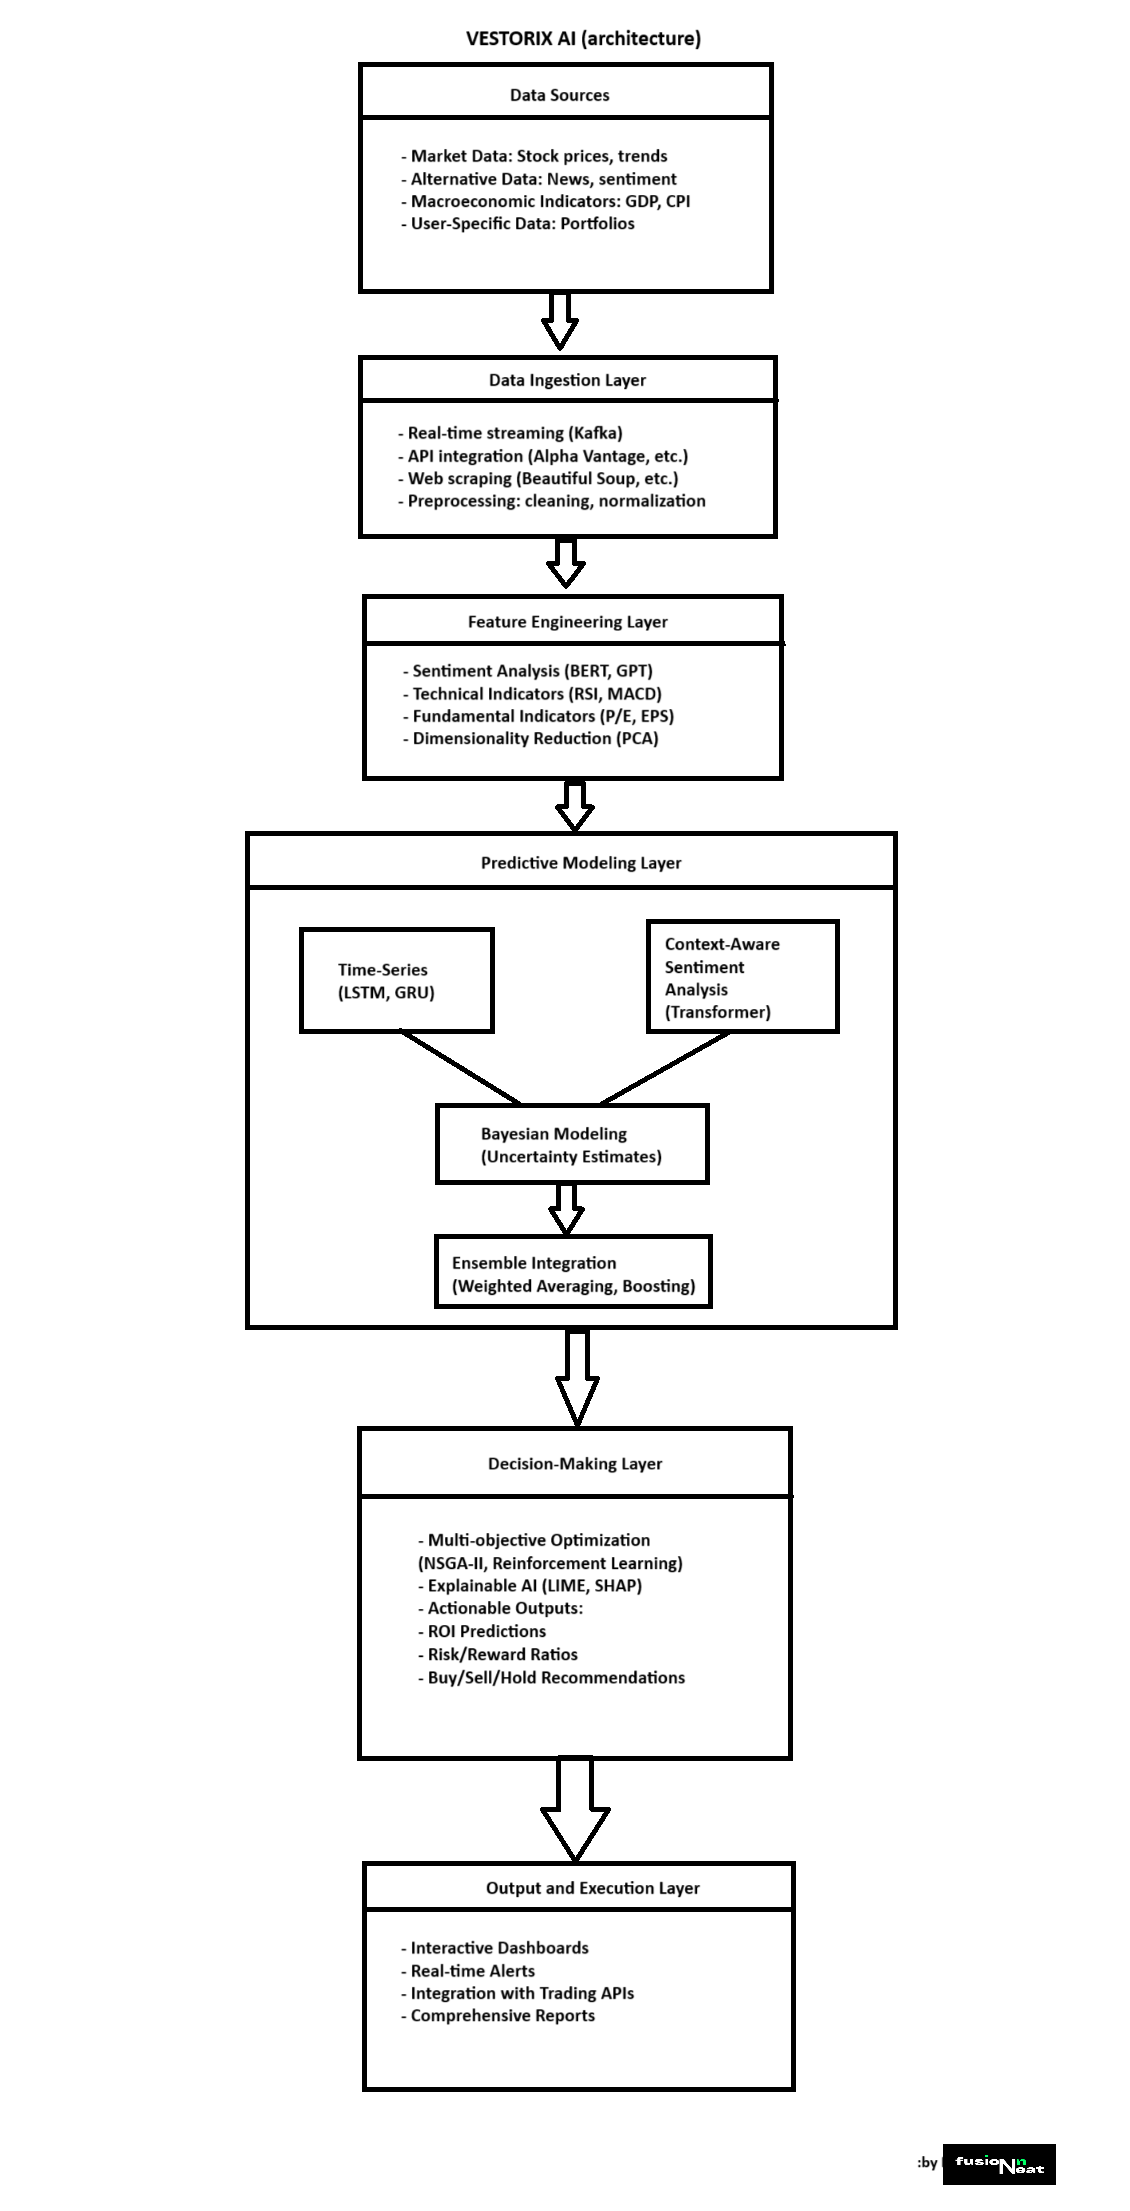 VESTORIX AI (architecture)
Data Sources
- Market Data: Stock prices, trends
- Alternative Data: News, sentiment
- Macroeconomic Indicators: GDP, CPI
- User-Specific Data: Portfolios
Data Ingestion Layer
- Real-time streaming (Kafka)
- API integration (Alpha Vantage, etc.)
- Web scraping (Beautiful Soup, etc.)
- Preprocessing: cleaning, normalization
Feature Engineering Layer
- Sentiment Analysis (BERT, GPT)
- Technical Indicators (RSI, MACD)
- Fundamental Indicators (P/E, EPS)
- Dimensionality Reduction (PCA)
Predictive Modeling Layer
Time-Series
(LSTM, GRU)
Context-Aware
Sentiment
Analysis
(Transformer)
Bayesian Modeling
(Uncertainty Estimates)
Ensemble Integration
(Weighted Averaging, Boosting)
Decision-Making Layer
- Multi-objective Optimization
(NSGA-II, Reinforcement Learning)
- Explainable AI (LIME, SHAP)
- Actionable Outputs:
- ROI Predictions
- Risk/Reward Ratios
- Buy/Sell/Hold Recommendations
Output and Execution Layer
- Interactive Dashboards
- Real-time Alerts
- Integration with Trading APIs
- Comprehensive Reports
:by
fusionn
Neat